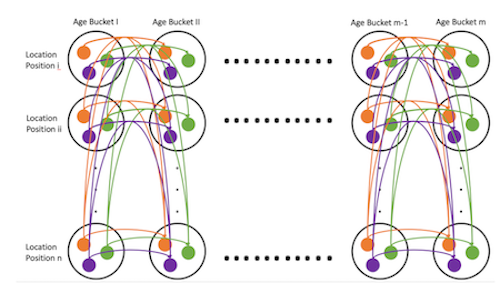 Age Bucket I Age Bucket II Age Bucket m-1 Age Bucket m
Location
Position i
Location
Position ii
Location
Position n